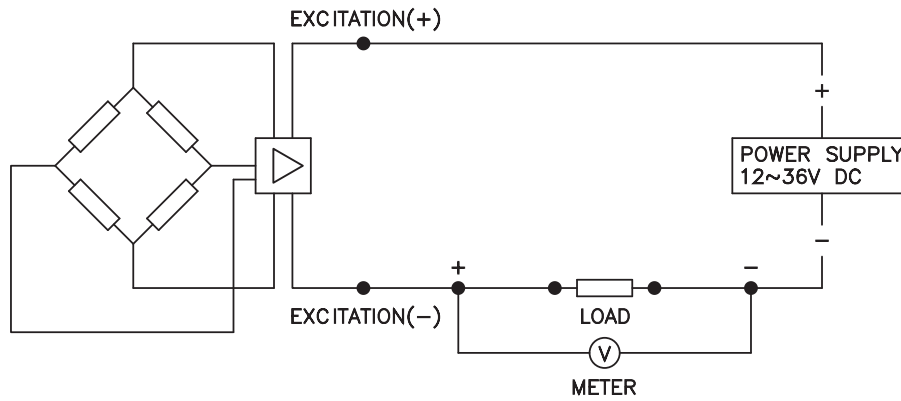 EXCITATION(+)
+
POWER SUPPLY
12~36V DC
−
+
−
EXCITATION(−)
LOAD
V
METER